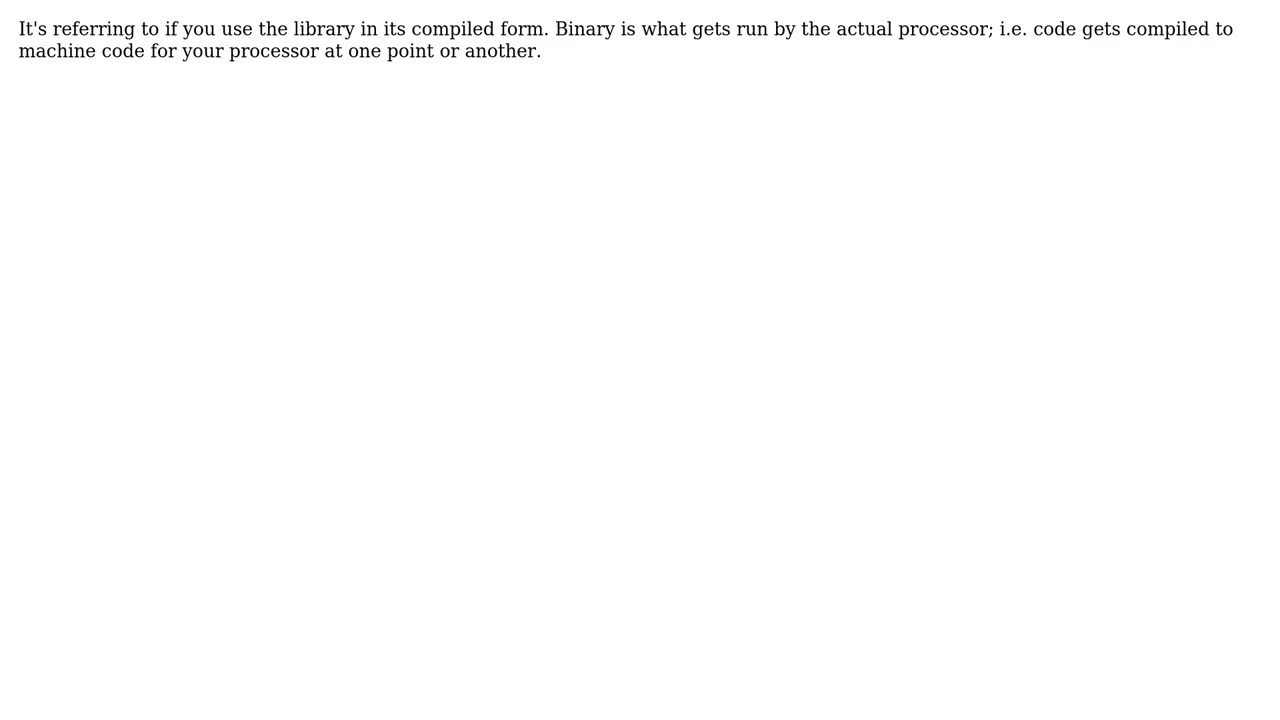 It's referring to if you use the library in its compiled form. Binary is what gets run by the actual processor; i.e. code gets compiled to
machine code for your processor at one point or another.